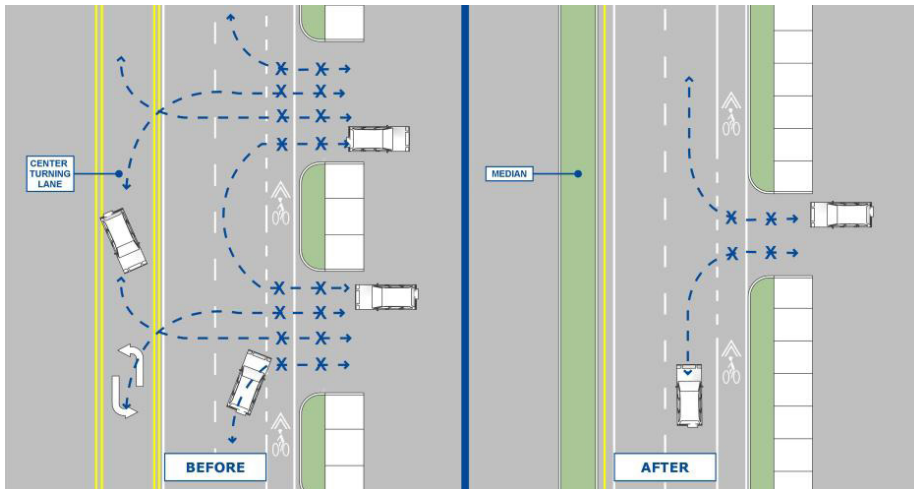 CENTER
TURNING
LANE
MEDIAN
BEFORE
AFTER